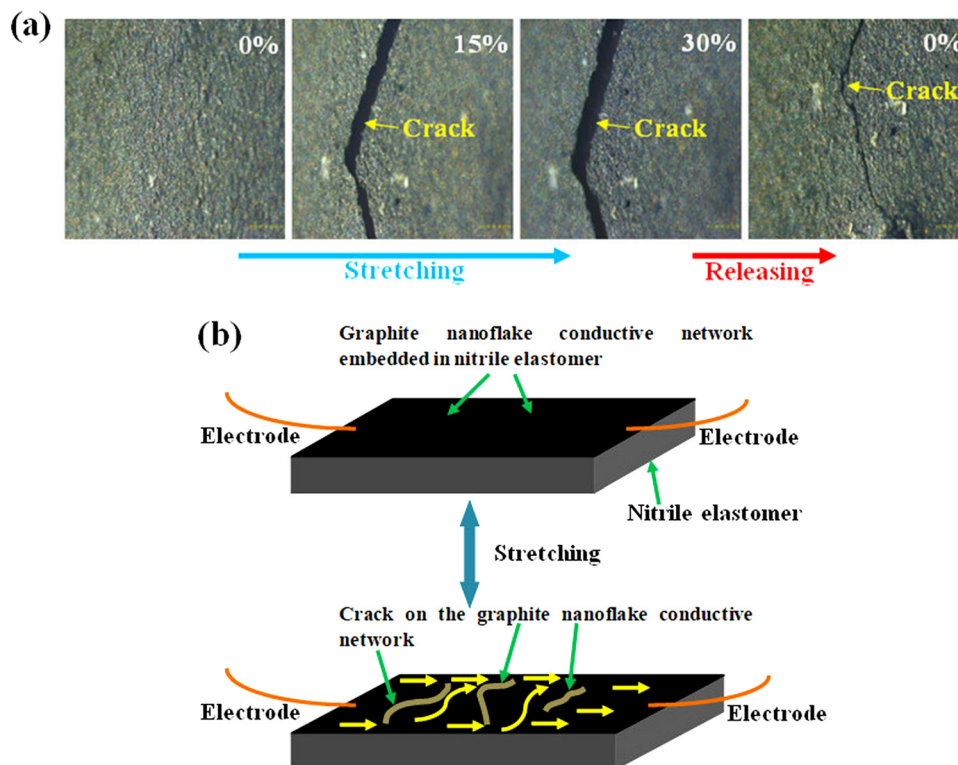 (a)
0%
15%
30%
0%
Crack
Crack
Crack
Stretching
Releasing
(b)
Graphite nanoflake conductive network
embedded in nitrile elastomer
Electrode
Electrode
Nitrile elastomer
Stretching
Crack on the graphite nanoflake conductive
network
Electrode
Electrode